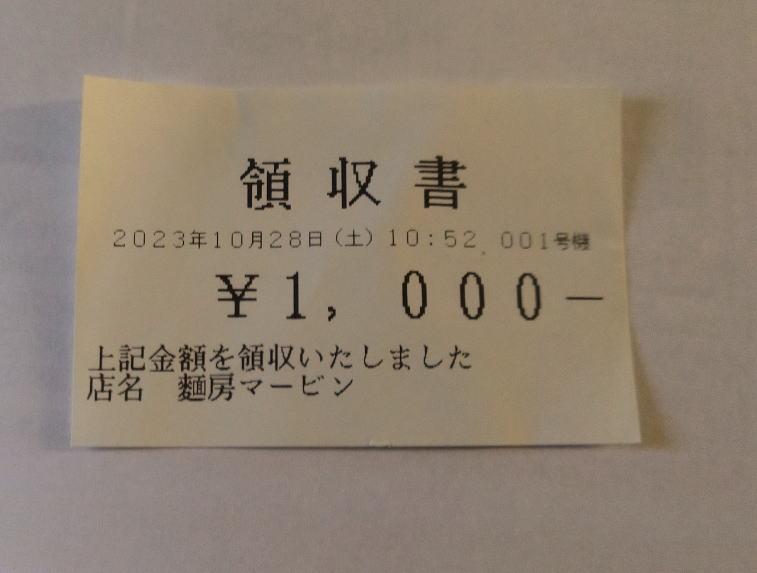 領収書
2023年10月28日(土) 10:52 001号機
¥1,000−
上記金額を領収いたしました
店名 麵房マービン